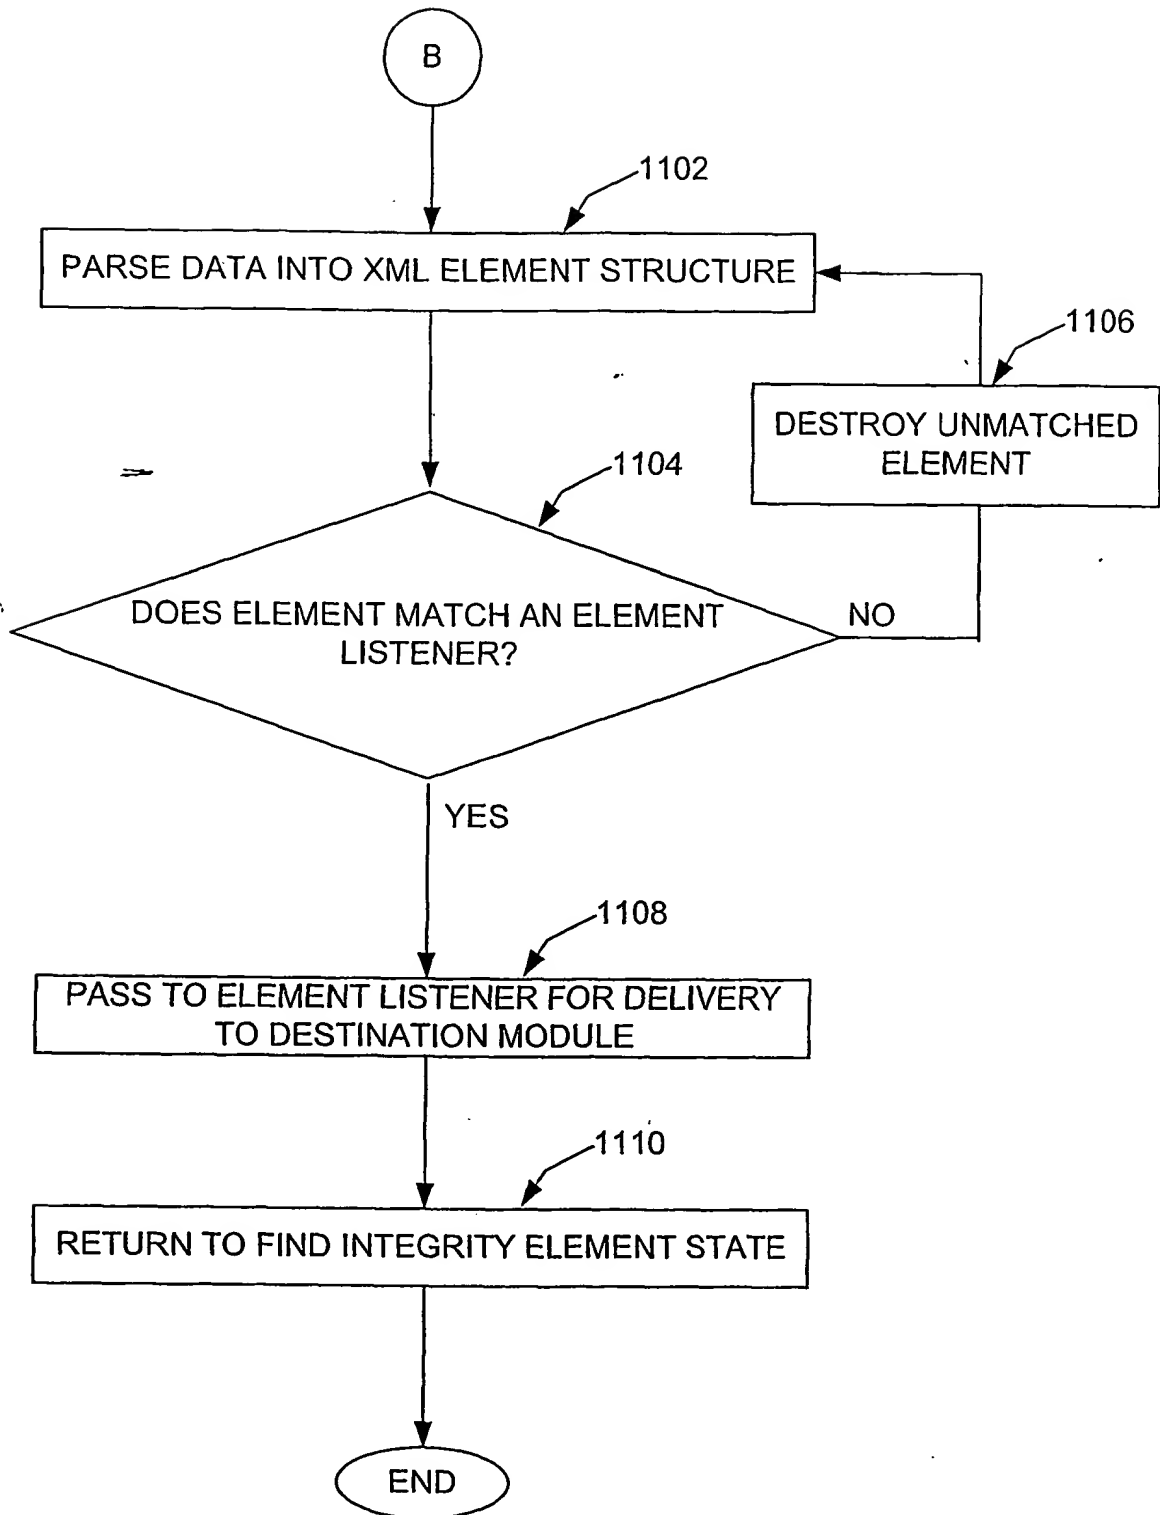 B
1102
PARSE DATA INTO XML ELEMENT STRUCTURE
1106
DESTROY UNMATCHED
ELEMENT
1104
DOES ELEMENT MATCH AN ELEMENT
LISTENER?
NO
YES
1108
PASS TO ELEMENT LISTENER FOR DELIVERY
TO DESTINATION MODULE
1110
RETURN TO FIND INTEGRITY ELEMENT STATE
END